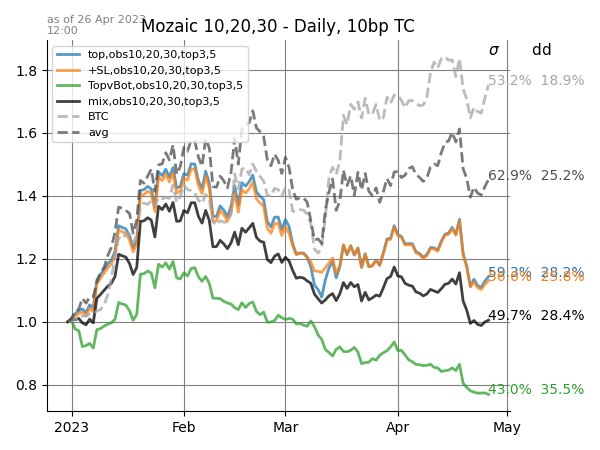 as of 26 Apr 2023
12:00
Mozaic 10,20,30 - Daily, 10bp TC
σ dd
top,obs10,20,30,top3,5
+SL,obs10,20,30,top3,5
TopvBot,obs10,20,30,top3,5
mix,obs10,20,30,top3,5
BTC
avg
1.8
1.6
1.4
1.2
1.0
0.8
53.2% 18.9%
62.9% 25.2%
59.3% 28.2%
49.7% 28.4%
43.0% 35.5%
2023 Feb Mar Apr May